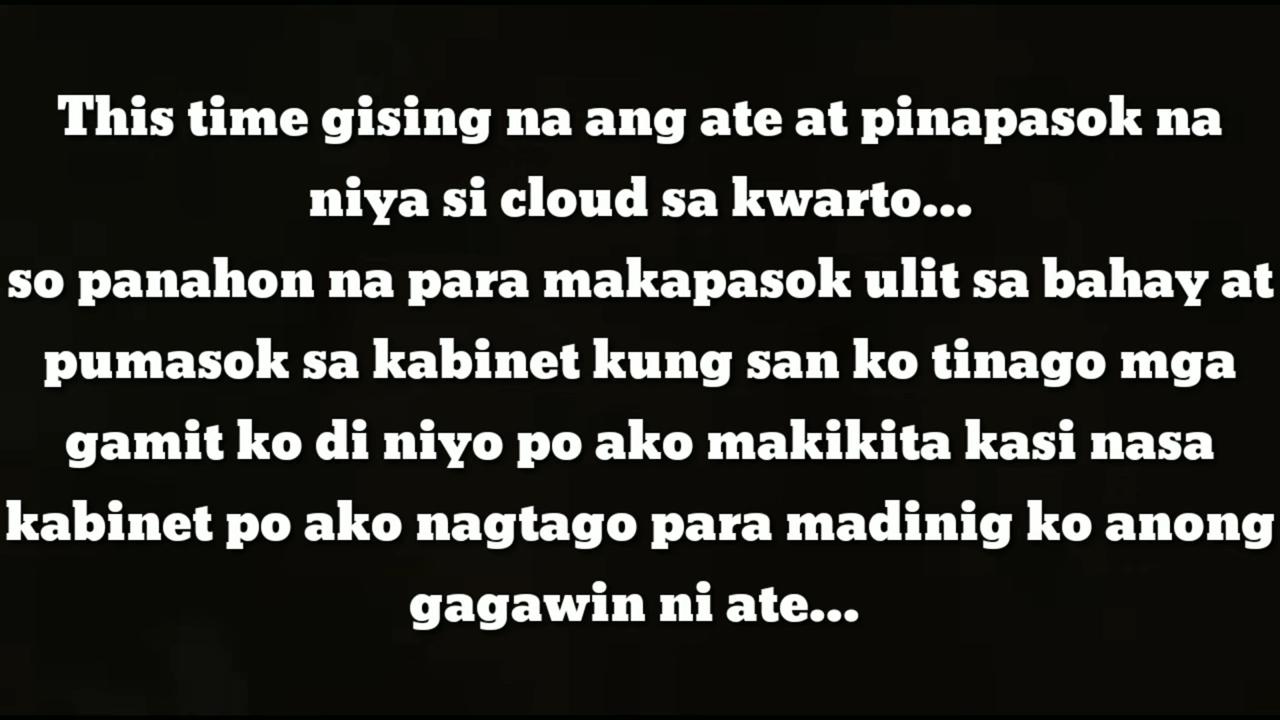 This time gising na ang ate at pinapasok na
niya si cloud sa kwarto...
so panahon na para makapasok ulit sa bahay at
pumasok sa kabinet kung san ko tinago mga
gamit ko di niyo po ako makikita kasi nasa
kabinet po ako nagtago para madinig ko anong
gagawin ni ate...